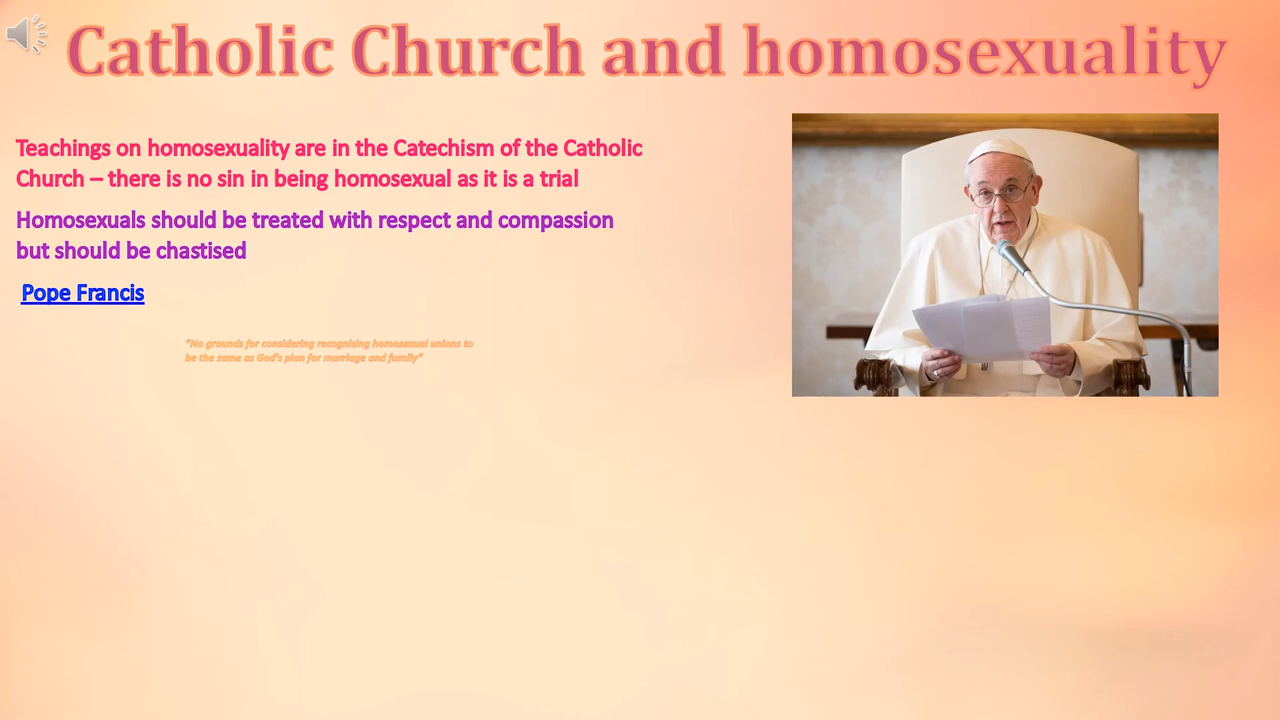 Catholic Church and homosexuality
Teachings on homosexuality are in the Catechism of the Catholic
Church – there is no sin in being homosexual as it is a trial
Homosexuals should be treated with respect and compassion
but should be chastised
Pope Francis
"No grounds for considering recognising homosexual unions to
be the same as God's plan for marriage and family"